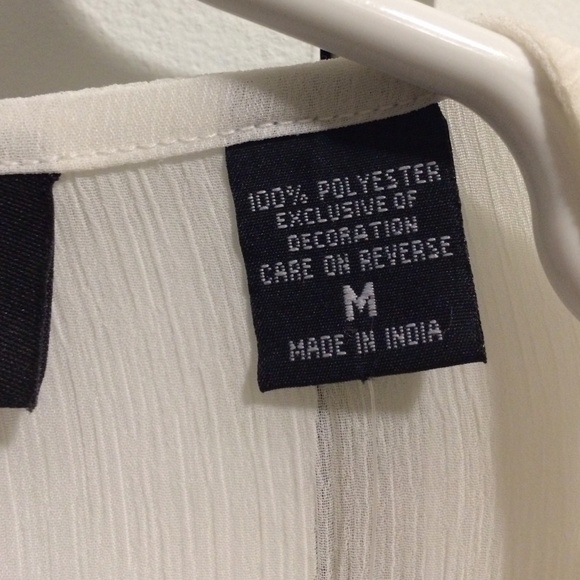 100% POLYESTER
EXCLUSIVE OF
DECORATION
CARE ON REVERSE
M
MADE IN INDIA